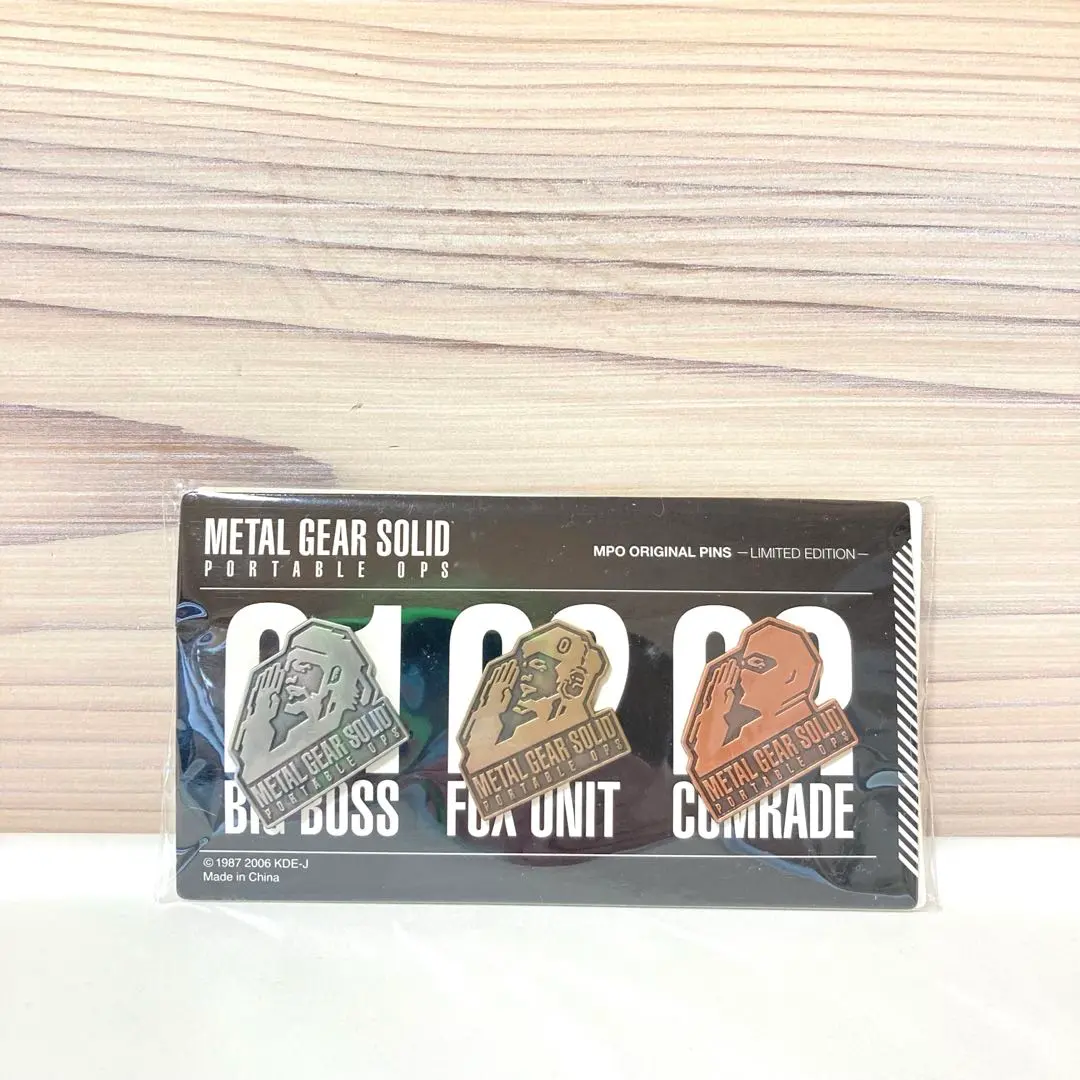 METAL GEAR SOLID
PORTABLE OPS
MPO ORIGINAL PINS —LIMITED EDITION—
01
METAL GEAR SOLID
PORTABLE OPS
BIG BOSS
METAL GEAR SOLID
PORTABLE OPS
FOX UNIT
METAL GEAR SOLID
PORTABLE OPS
COMRADE
© 1987 2006 KDE-J
Made in China